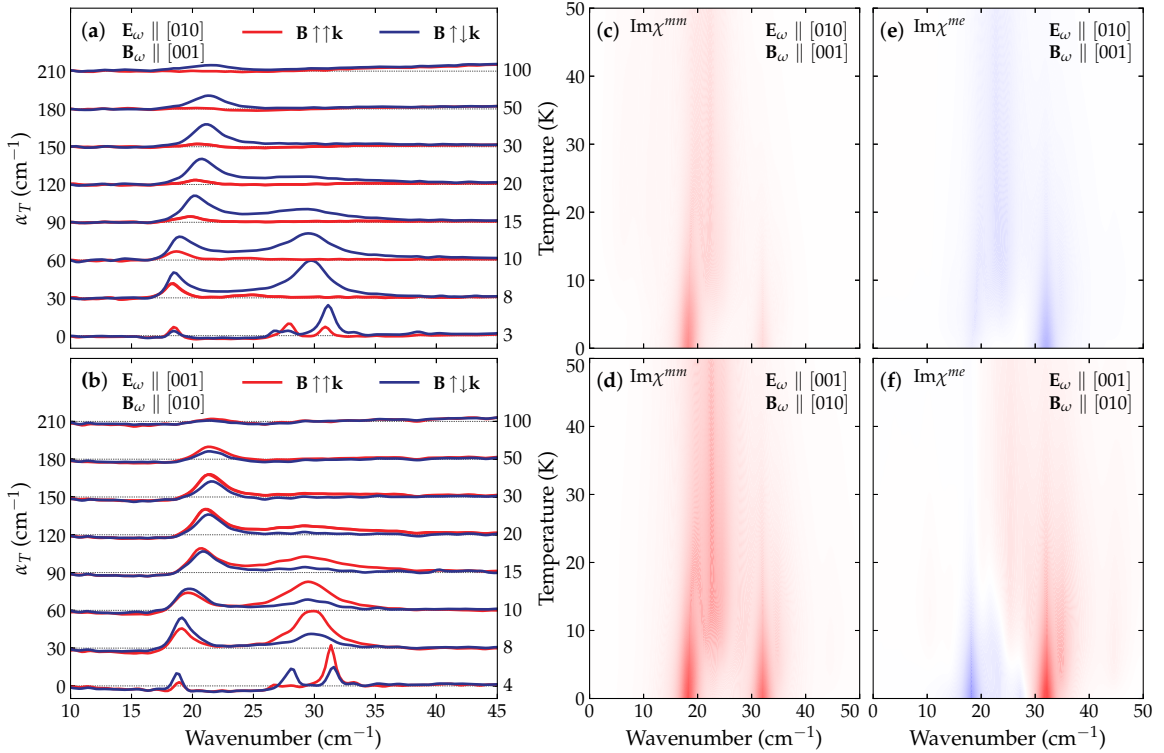 (a) E_ω ∥ [010] B ↑↑ k B ↑↓ k
B_ω ∥ [001]
210 100
180 50
150 30
120 20
90 15
60 10
30 8
0 3
α_T (cm⁻¹)
(b) E_ω ∥ [001] B ↑↑ k B ↑↓ k
B_ω ∥ [010]
210 100
180 50
150 30
120 20
90 15
60 10
30 8
0 4
α_T (cm⁻¹)
10 15 20 25 30 35 40 45
Wavenumber (cm⁻¹)
(c) Imχ^{mm} E_ω ∥ [010]
B_ω ∥ [001]
50
40
30
20
10
0
Temperature (K)
(e) Imχ^{me} E_ω ∥ [010]
B_ω ∥ [001]
(d) Imχ^{mm} E_ω ∥ [001]
B_ω ∥ [010]
50
40
30
20
10
0
Temperature (K)
0 10 20 30 40 50
Wavenumber (cm⁻¹)
(f) Imχ^{me} E_ω ∥ [001]
B_ω ∥ [010]
0 10 20 30 40 50
Wavenumber (cm⁻¹)